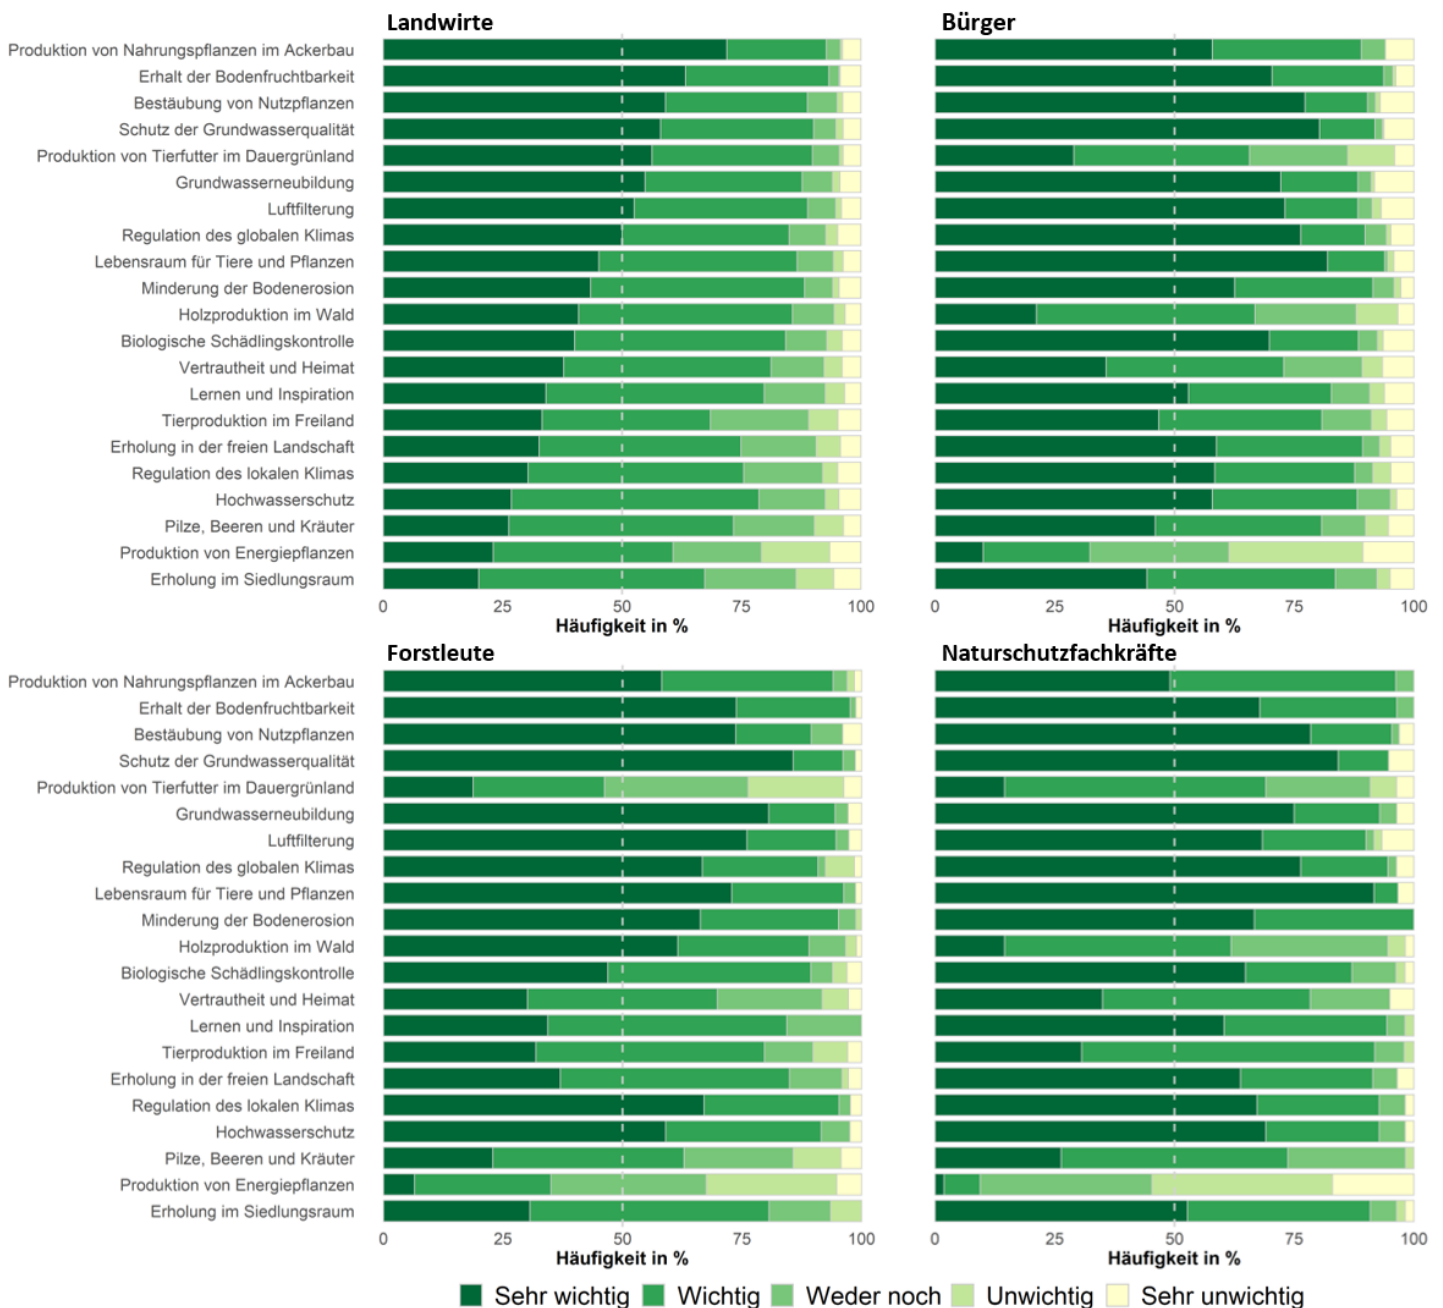 Landwirte
Bürger
Produktion von Nahrungspflanzen im Ackerbau
Erhalt der Bodenfruchtbarkeit
Bestäubung von Nutzpflanzen
Schutz der Grundwasserqualität
Produktion von Tierfutter im Dauergrünland
Grundwasserneubildung
Luftfilterung
Regulation des globalen Klimas
Lebensraum für Tiere und Pflanzen
Minderung der Bodenerosion
Holzproduktion im Wald
Biologische Schädlingskontrolle
Vertrautheit und Heimat
Lernen und Inspiration
Tierproduktion im Freiland
Erholung in der freien Landschaft
Regulation des lokalen Klimas
Hochwasserschutz
Pilze, Beeren und Kräuter
Produktion von Energiepflanzen
Erholung im Siedlungsraum
0 25 50 75 100
0 25 50 75 100
Häufigkeit in %
Häufigkeit in %
Forstleute
Naturschutzfachkräfte
Produktion von Nahrungspflanzen im Ackerbau
Erhalt der Bodenfruchtbarkeit
Bestäubung von Nutzpflanzen
Schutz der Grundwasserqualität
Produktion von Tierfutter im Dauergrünland
Grundwasserneubildung
Luftfilterung
Regulation des globalen Klimas
Lebensraum für Tiere und Pflanzen
Minderung der Bodenerosion
Holzproduktion im Wald
Biologische Schädlingskontrolle
Vertrautheit und Heimat
Lernen und Inspiration
Tierproduktion im Freiland
Erholung in der freien Landschaft
Regulation des lokalen Klimas
Hochwasserschutz
Pilze, Beeren und Kräuter
Produktion von Energiepflanzen
Erholung im Siedlungsraum
0 25 50 75 100
0 25 50 75 100
Häufigkeit in %
Häufigkeit in %
Sehr wichtig Wichtig Weder noch Unwichtig Sehr unwichtig